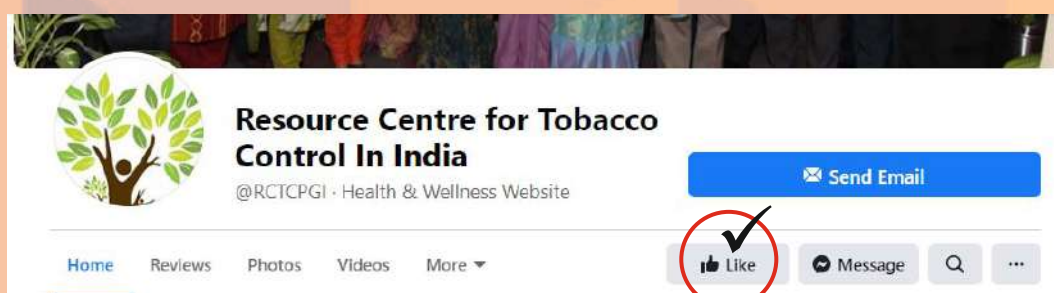 Resource Centre for Tobacco
Control In India
@RCTCPGI · Health & Wellness Website
Send Email
Home Reviews Photos Videos More
Like Message